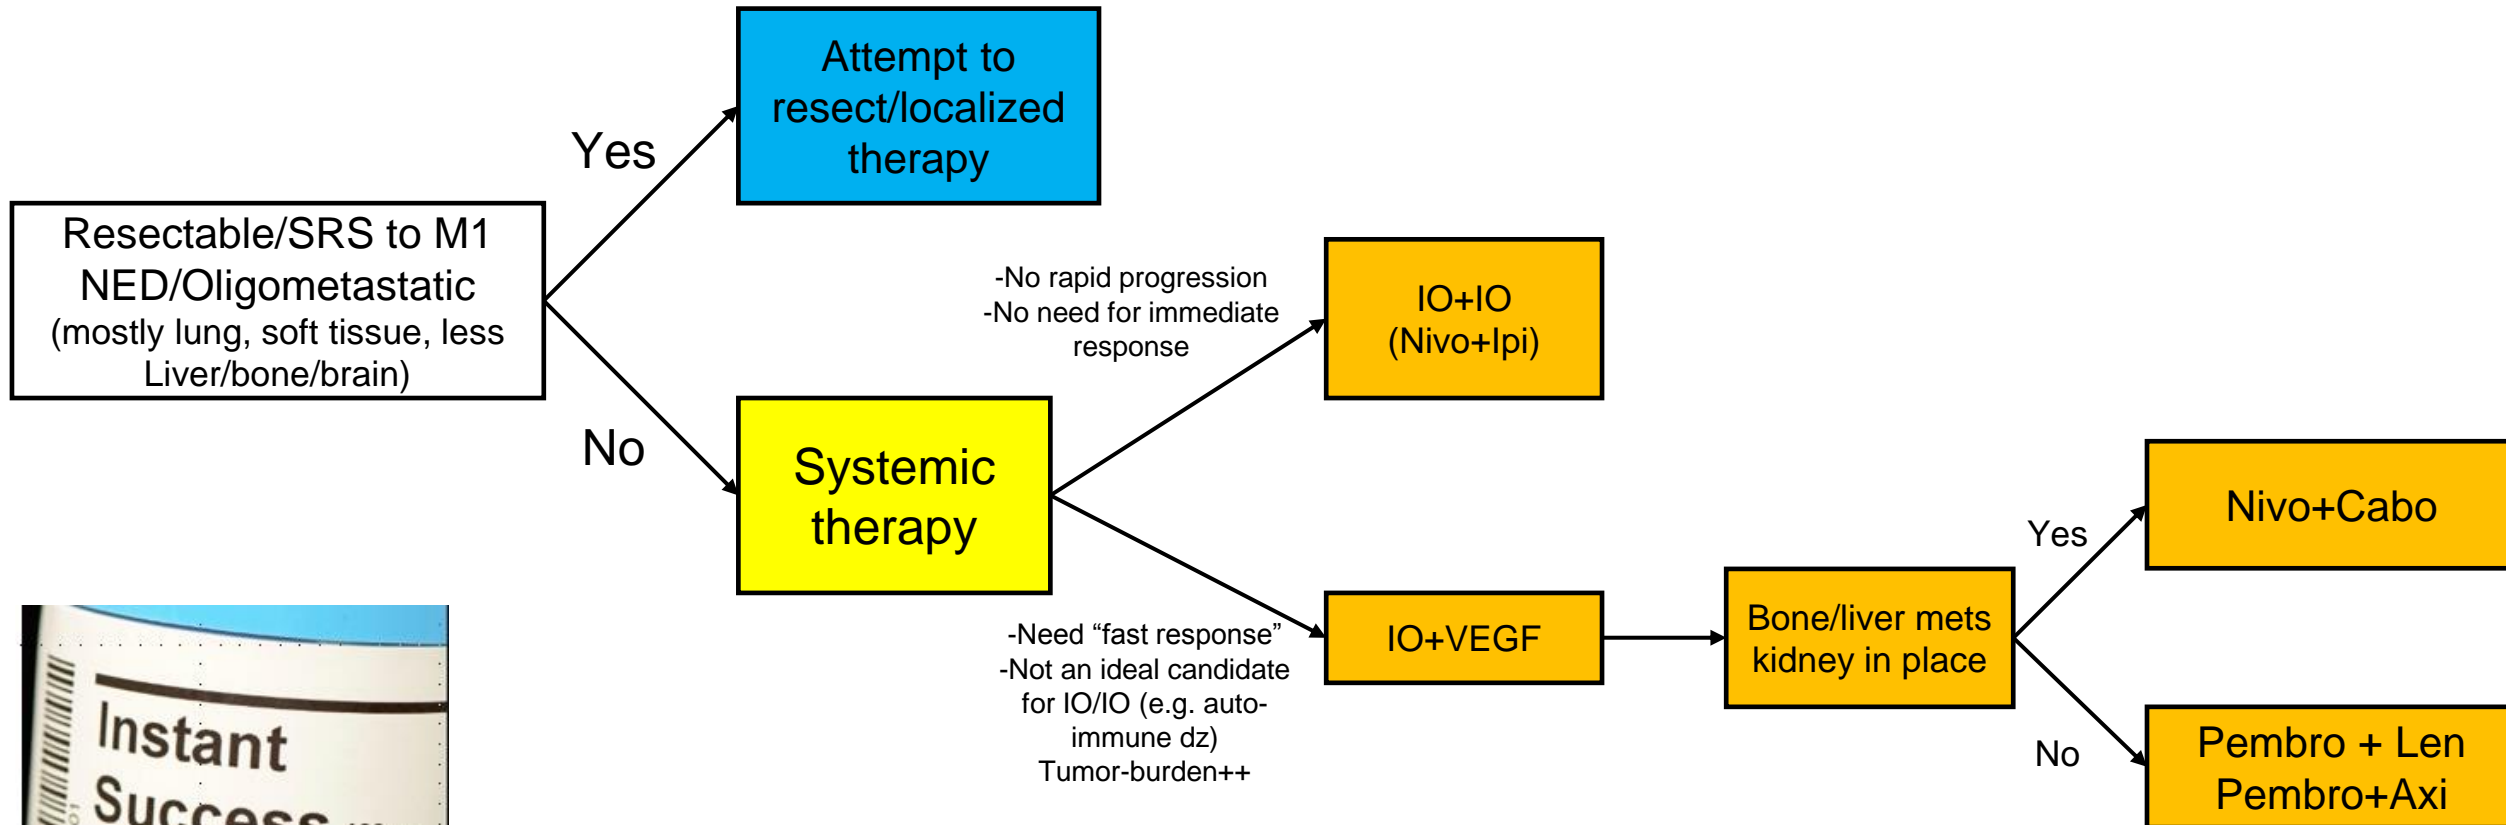 Attempt to
resect/localized
therapy
Yes
Resectable/SRS to M1
NED/Oligometastatic
(mostly lung, soft tissue, less
Liver/bone/brain)
No
Systemic
therapy
-No rapid progression
-No need for immediate
response
IO+IO
(Nivo+Ipi)
-Need “fast response”
-Not an ideal candidate
for IO/IO (e.g. auto-
immune dz)
Tumor-burden++
IO+VEGF
Bone/liver mets
kidney in place
Yes
Nivo+Cabo
No
Pembro + Len
Pembro+Axi
Instant
Success